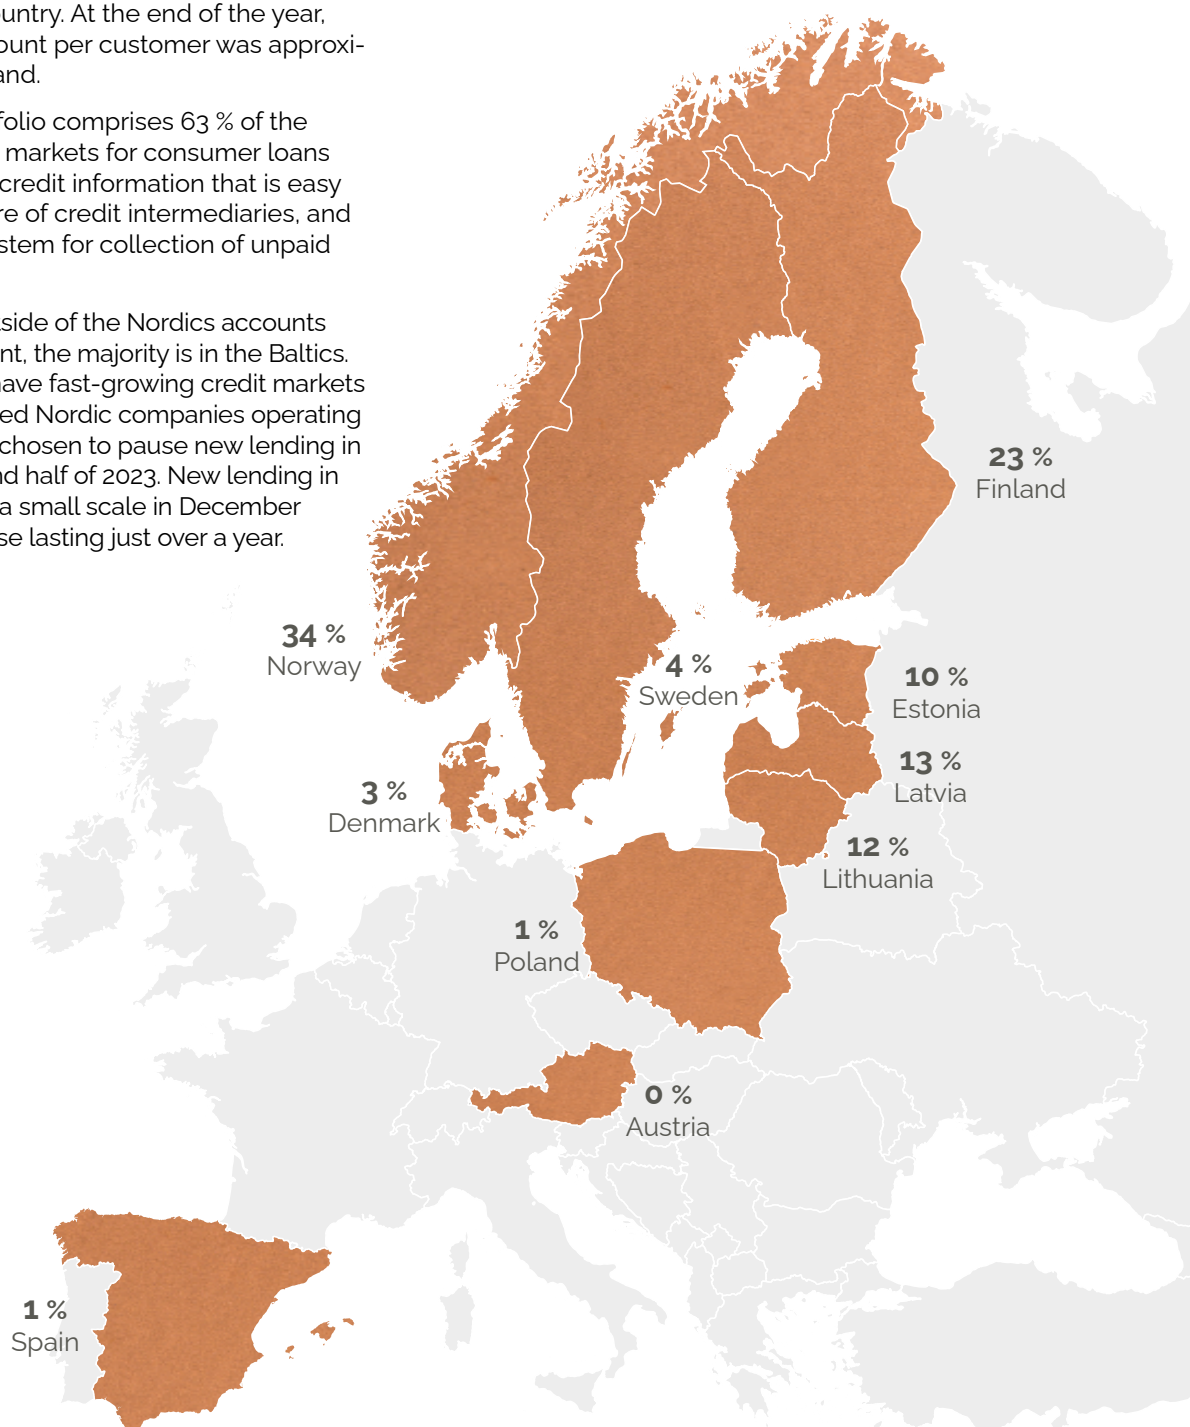 ountry. At the end of the year,
ount per customer was approxi-
and.
folio comprises 63 % of the
markets for consumer loans
credit information that is easy
re of credit intermediaries, and
stem for collection of unpaid
tside of the Nordics accounts
nt, the majority is in the Baltics.
have fast-growing credit markets
ed Nordic companies operating
chosen to pause new lending in
nd half of 2023. New lending in
a small scale in December
se lasting just over a year.
23 %
Finland
34 %
Norway
4 %
Sweden
10 %
Estonia
13 %
Latvia
3 %
Denmark
12 %
Lithuania
1 %
Poland
0 %
Austria
1 %
Spain